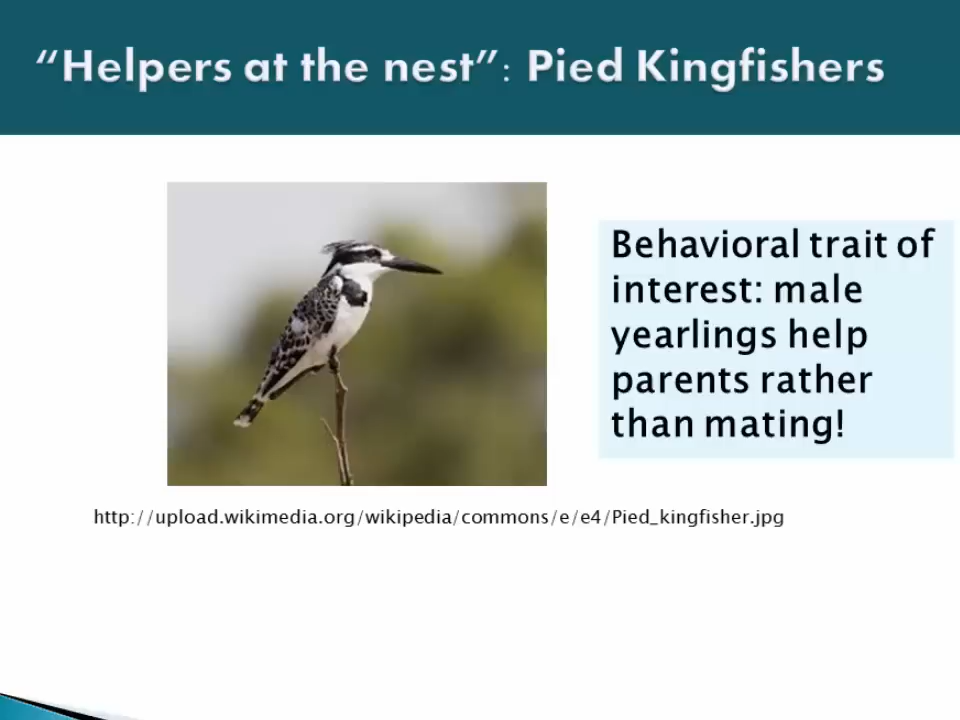 “Helpers at the nest”: Pied Kingfishers
Behavioral trait of
interest: male
yearlings help
parents rather
than mating!
http://upload.wikimedia.org/wikipedia/commons/e/e4/Pied_kingfisher.jpg